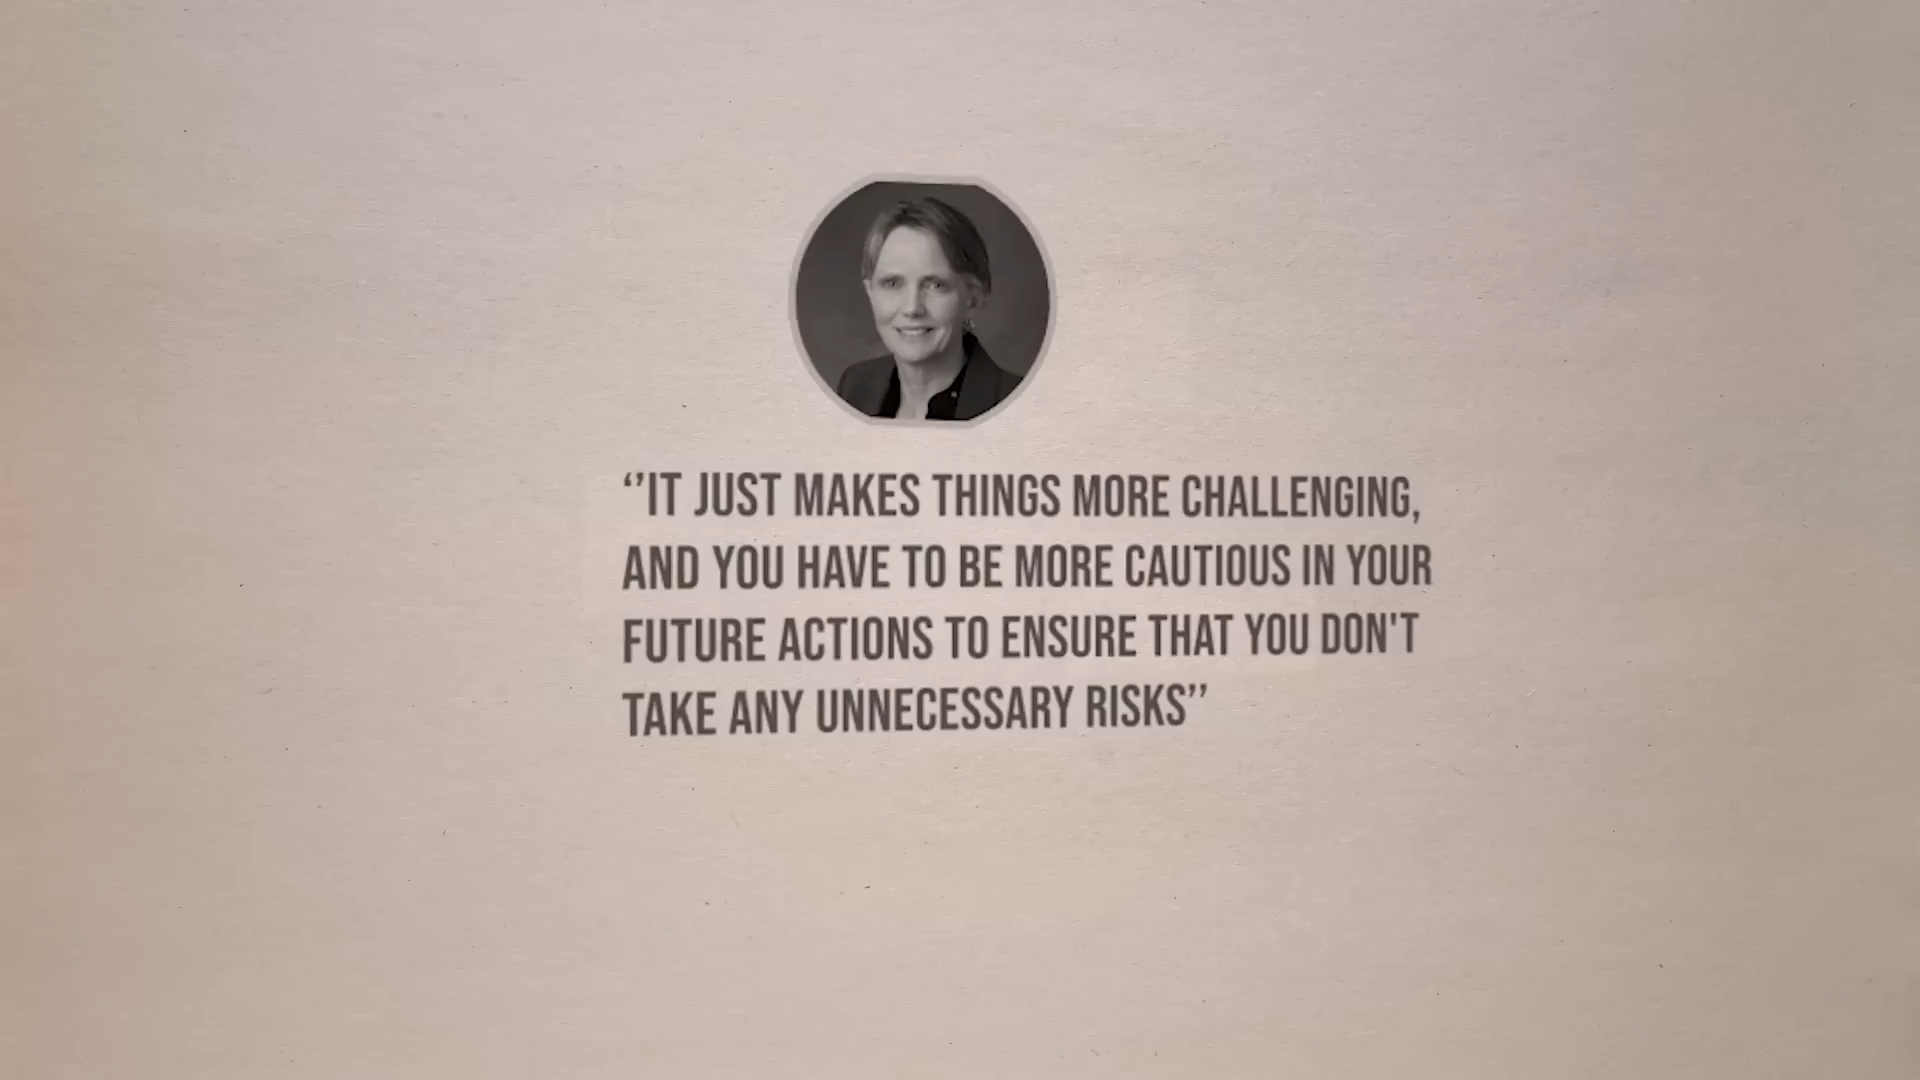 ‘’IT JUST MAKES THINGS MORE CHALLENGING,
AND YOU HAVE TO BE MORE CAUTIOUS IN YOUR
FUTURE ACTIONS TO ENSURE THAT YOU DON'T
TAKE ANY UNNECESSARY RISKS’’